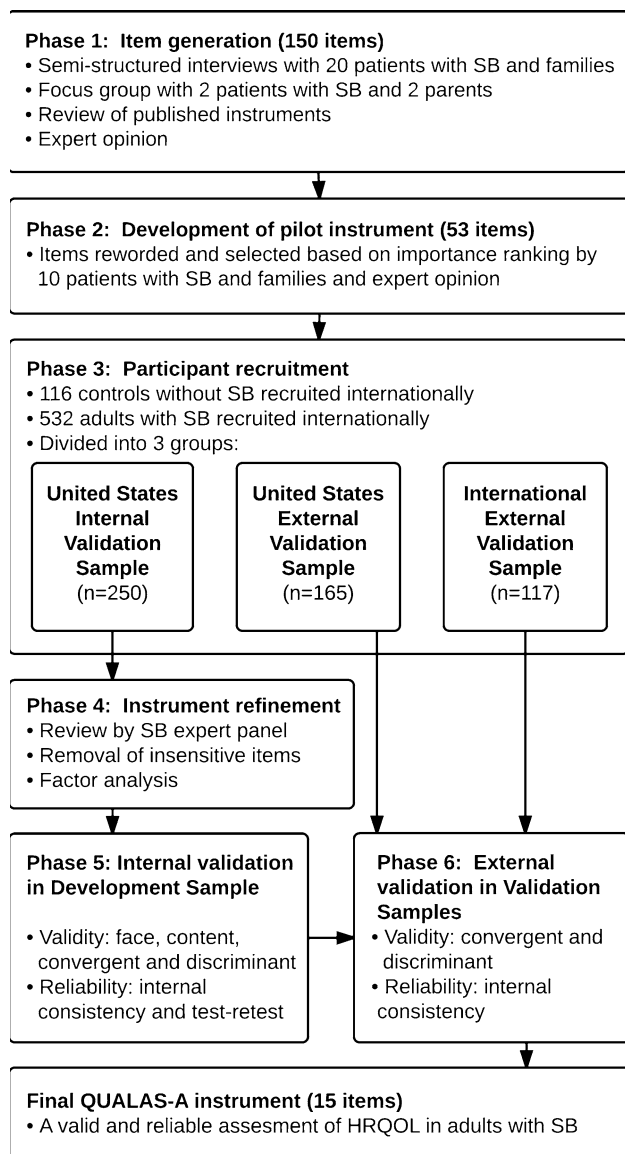 Phase 1:  Item generation (150 items)
• Semi-structured interviews with 20 patients with SB and families
• Focus group with 2 patients with SB and 2 parents
• Review of published instruments
• Expert opinion
Phase 2:  Development of pilot instrument (53 items)
• Items reworded and selected based on importance ranking by
10 patients with SB and families and expert opinion
Phase 3:  Participant recruitment
• 116 controls without SB recruited internationally
• 532 adults with SB recruited internationally
• Divided into 3 groups:
United States
Internal
Validation
Sample
(n=250)
United States
External
Validation
Sample
(n=165)
International
External
Validation
Sample
(n=117)
Phase 4:  Instrument refinement
• Review by SB expert panel
• Removal of insensitive items
• Factor analysis
Phase 5: Internal validation
in Development Sample
• Validity: face, content,
convergent and discriminant
• Reliability: internal
consistency and test-retest
Phase 6:  External
validation in Validation
Samples
• Validity: convergent and
discriminant
• Reliability: internal
consistency
Final QUALAS-A instrument (15 items)
• A valid and reliable assesment of HRQOL in adults with SB